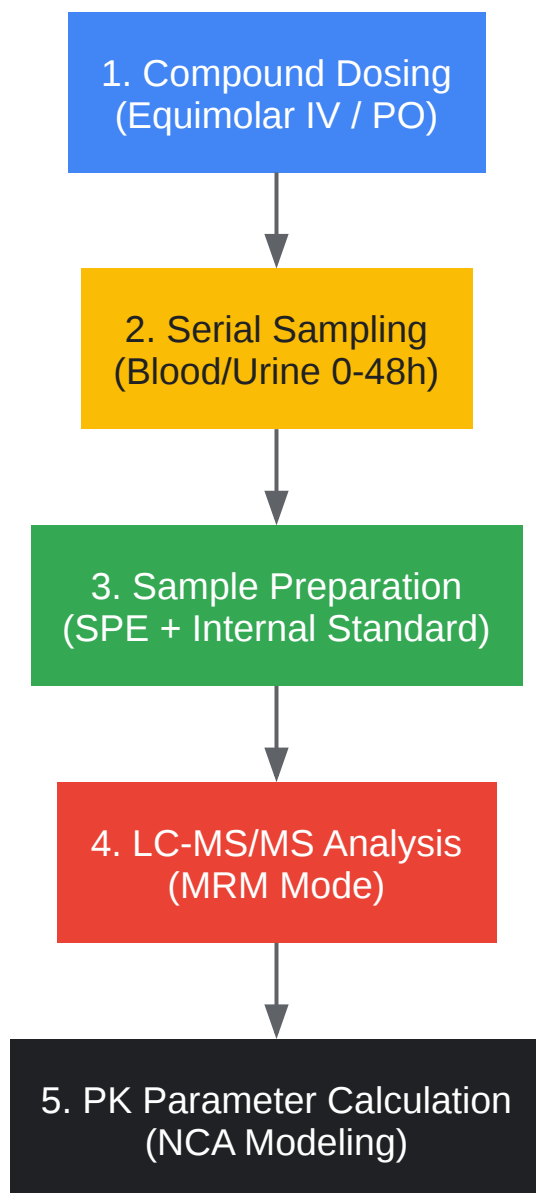 1. Compound Dosing
(Equimolar IV / PO)
2. Serial Sampling
(Blood/Urine 0-48h)
3. Sample Preparation
(SPE + Internal Standard)
4. LC-MS/MS Analysis
(MRM Mode)
5. PK Parameter Calculation
(NCA Modeling)